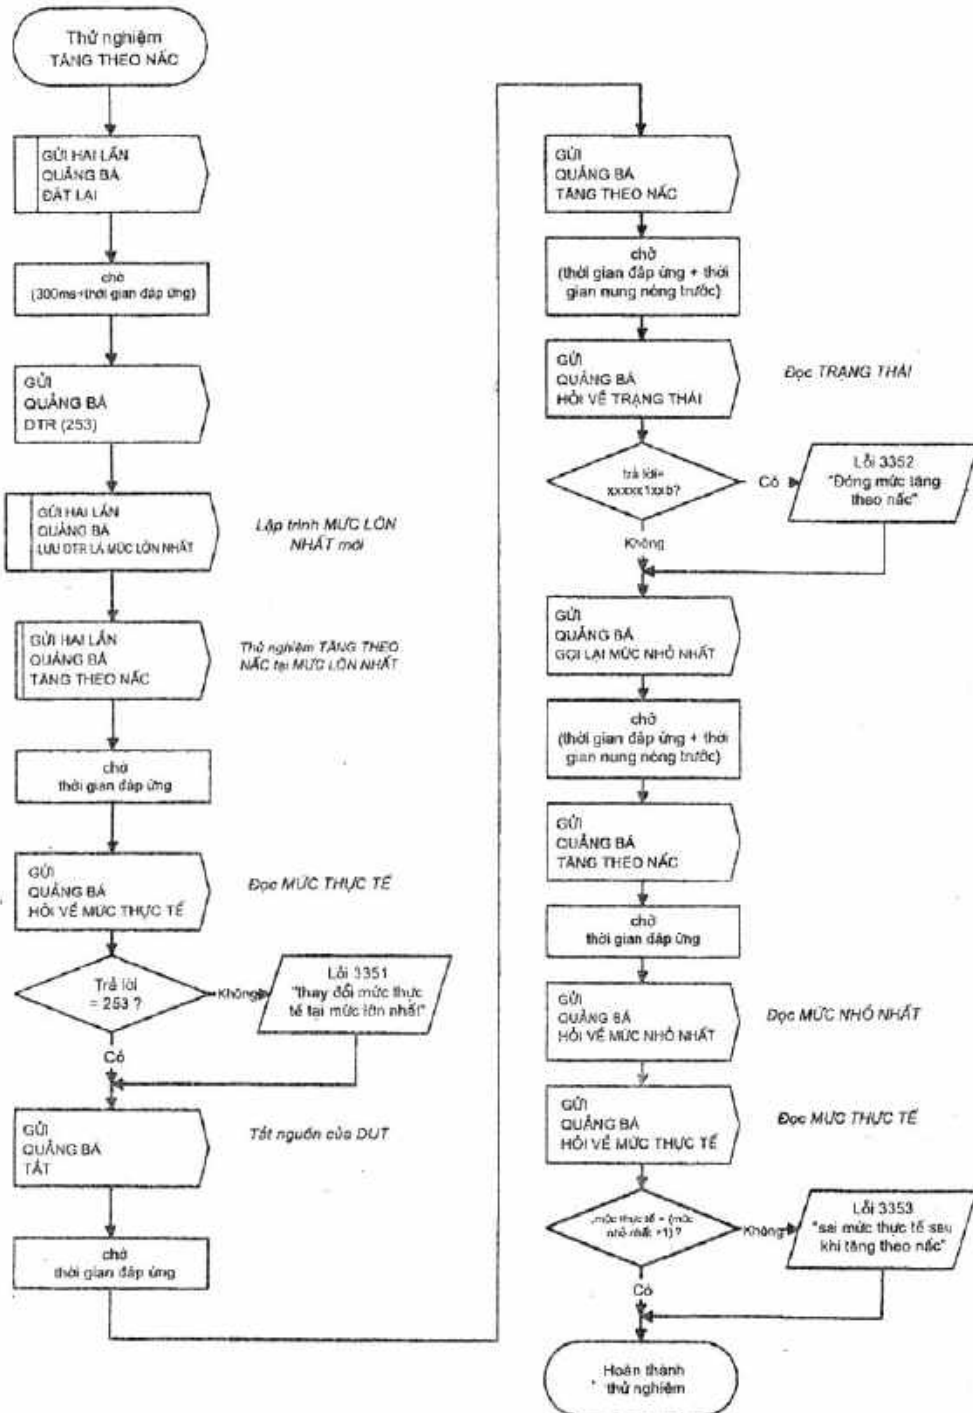 Thử nghiệm
TĂNG THEO NẤC
GỬI HAI LẦN
QUẢNG BÁ
ĐẶT LẠI
chờ
(300ms+thời gian đáp ứng)
GỬI
QUẢNG BÁ
DTR (253)
GỬI HAI LẦN
QUẢNG BÁ
LƯU DTR LÀ MỨC LỚN NHẤT
Lập trình MỨC LỚN
NHẤT mới
GỬI HAI LẦN
QUẢNG BÁ
TĂNG THEO NẤC
Thử nghiệm TĂNG THEO
NẤC tại MỨC LỚN NHẤT
chờ
thời gian đáp ứng
GỬI
QUẢNG BÁ
HỎI VỀ MỨC THỰC TẾ
Đọc MỨC THỰC TẾ
Trả lời
= 253 ?
Không
Lỗi 3351
"thay đổi mức thực
tế tại mức lớn nhất"
Có
GỬI
QUẢNG BÁ
TẮT
Tắt nguồn của DUT
chờ
thời gian đáp ứng
GỬI
QUẢNG BÁ
TĂNG THEO NẤC
chờ
(thời gian đáp ứng + thời
gian nung nóng trước)
GỬI
QUẢNG BÁ
HỎI VỀ TRẠNG THÁI
Đọc TRẠNG THÁI
trả lời=
xxxxx1xxb?
Có
Lỗi 3352
"Đóng mức tăng
theo nấc"
Không
GỬI
QUẢNG BÁ
GỌI LẠI MỨC NHỎ NHẤT
chờ
(thời gian đáp ứng + thời
gian nung nóng trước)
GỬI
QUẢNG BÁ
TĂNG THEO NẤC
chờ
thời gian đáp ứng
GỬI
QUẢNG BÁ
HỎI VỀ MỨC NHỎ NHẤT
Đọc MỨC NHỎ NHẤT
GỬI
QUẢNG BÁ
HỎI VỀ MỨC THỰC TẾ
Đọc MỨC THỰC TẾ
mức thực tế = (mức
nhỏ nhất +1) ?
Không
Lỗi 3353
"sai mức thực tế sau
khi tăng theo nấc"
Có
Hoàn thành
thử nghiệm